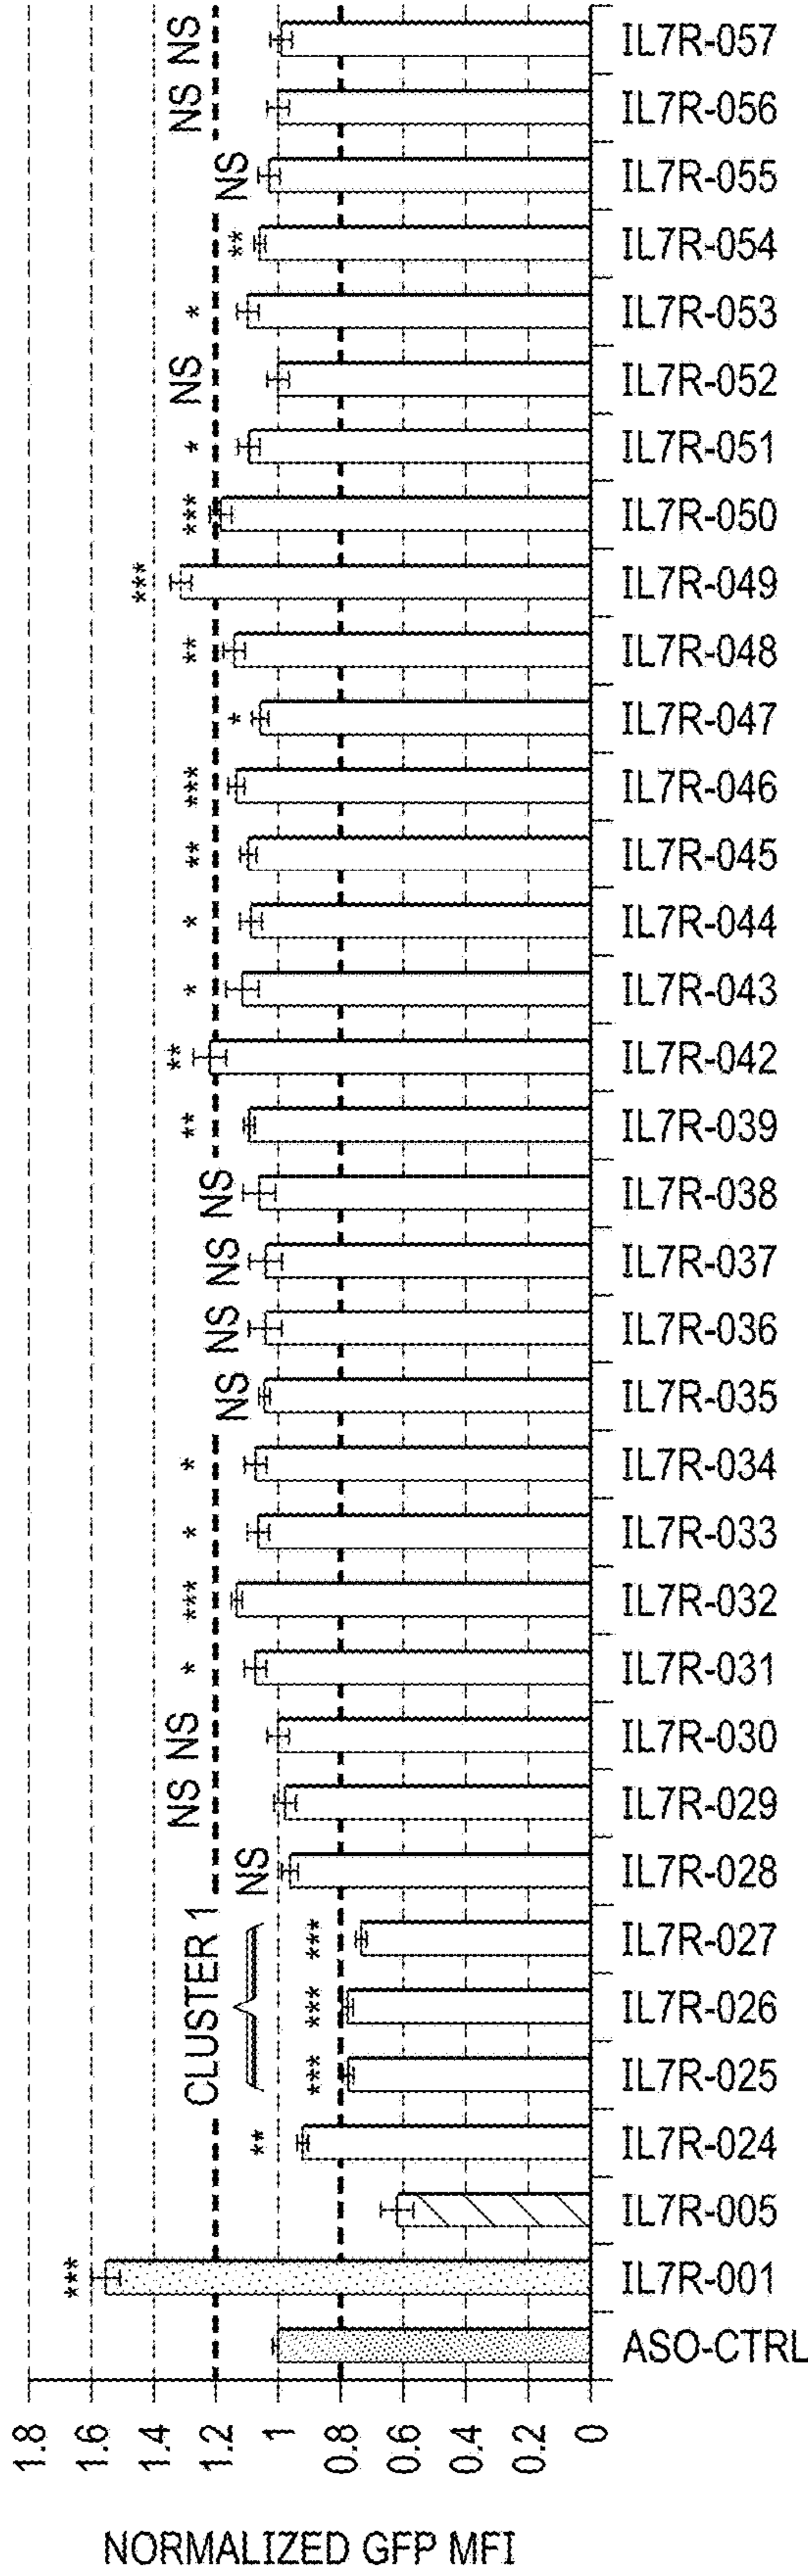 NORMALIZED GFP MFI
1.8
1.6
1.4
1.2
1
0.8
0.6
0.4
0.2
0
***
**
CLUSTER 1
***
***
***
NS
NS NS
*
***
*
*
NS
NS
NS
NS
**
**
*
*
**
***
*
**
***
***
*
NS
*
**
NS
NS NS
ASO-CTRL
IL7R-001
IL7R-005
IL7R-024
IL7R-025
IL7R-026
IL7R-027
IL7R-028
IL7R-029
IL7R-030
IL7R-031
IL7R-032
IL7R-033
IL7R-034
IL7R-035
IL7R-036
IL7R-037
IL7R-038
IL7R-039
IL7R-042
IL7R-043
IL7R-044
IL7R-045
IL7R-046
IL7R-047
IL7R-048
IL7R-049
IL7R-050
IL7R-051
IL7R-052
IL7R-053
IL7R-054
IL7R-055
IL7R-056
IL7R-057